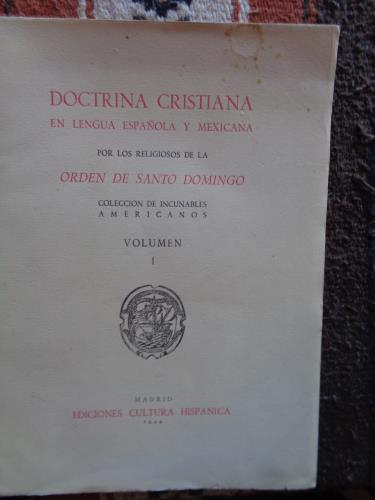 DOCTRINA CRISTIANA
EN LENGUA ESPAÑOLA Y MEXICANA
POR LOS RELIGIOSOS DE LA
ORDEN DE SANTO DOMINGO
COLECCION DE INCUNABLES
AMERICANOS
VOLUMEN
I
MADRID
EDICIONES CULTURA HISPANICA
1944